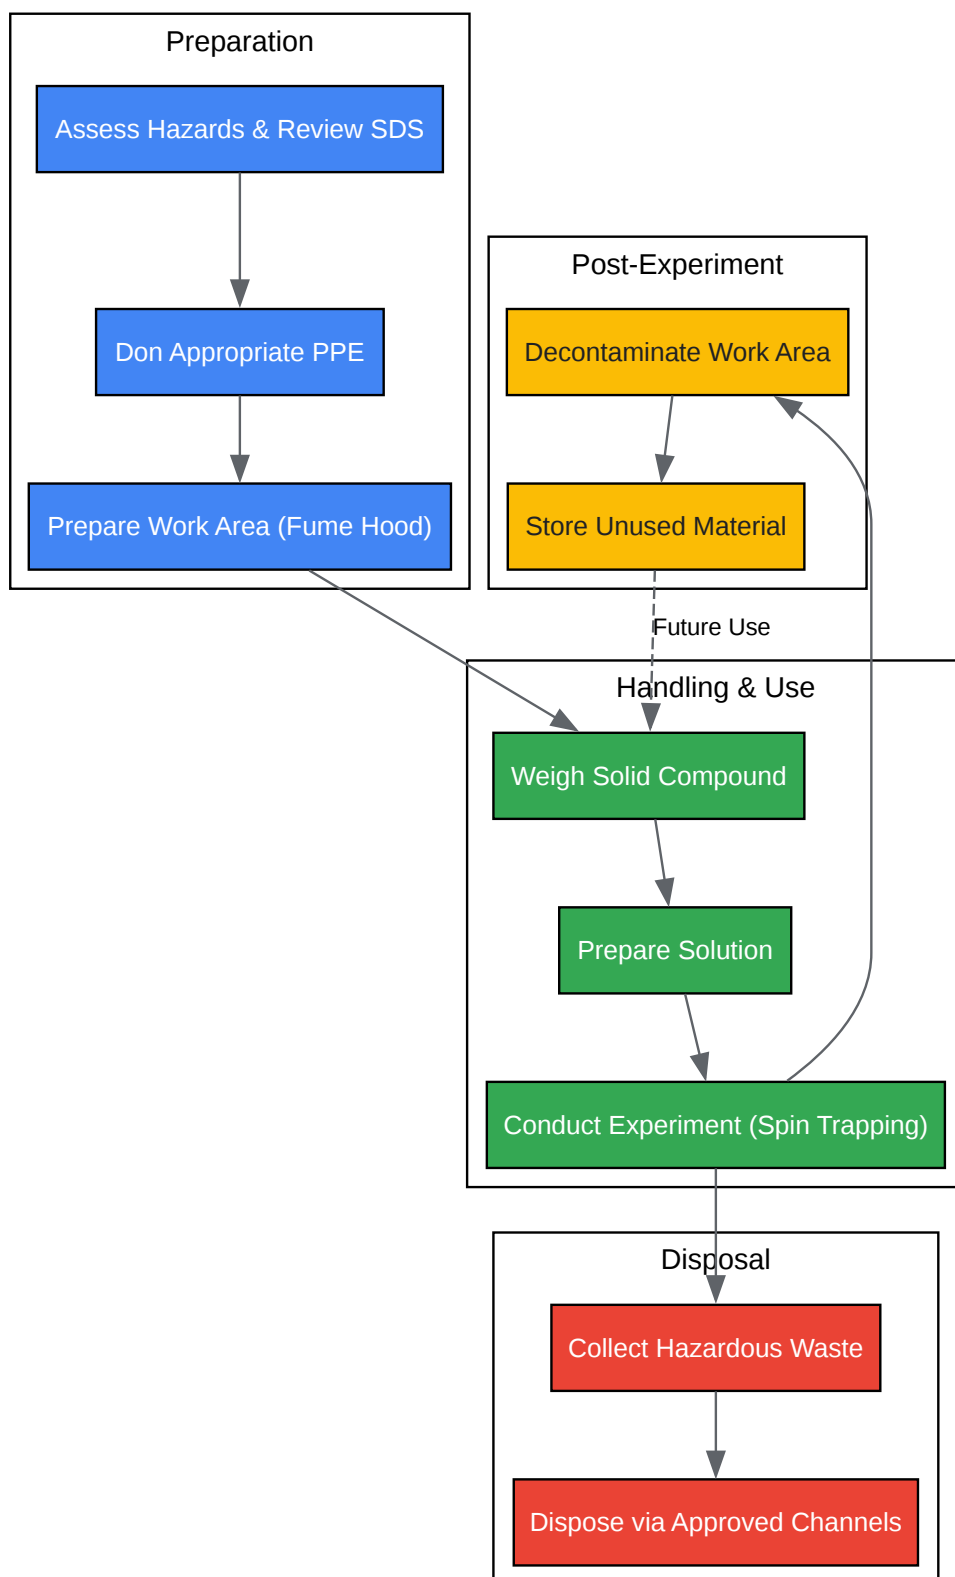 Preparation
Assess Hazards & Review SDS
Don Appropriate PPE
Prepare Work Area (Fume Hood)
Post-Experiment
Decontaminate Work Area
Store Unused Material
Future Use
Handling & Use
Weigh Solid Compound
Prepare Solution
Conduct Experiment (Spin Trapping)
Disposal
Collect Hazardous Waste
Dispose via Approved Channels